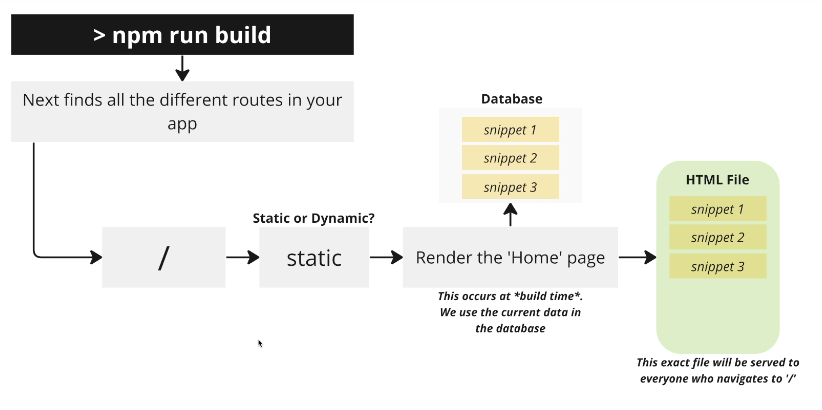 > npm run build
Next finds all the different routes in your
app
Database
snippet 1
snippet 2
snippet 3
HTML File
snippet 1
snippet 2
snippet 3
Static or Dynamic?
/
static
Render the 'Home' page
This occurs at *build time*.
We use the current data in
the database
This exact file will be served to
everyone who navigates to '/'